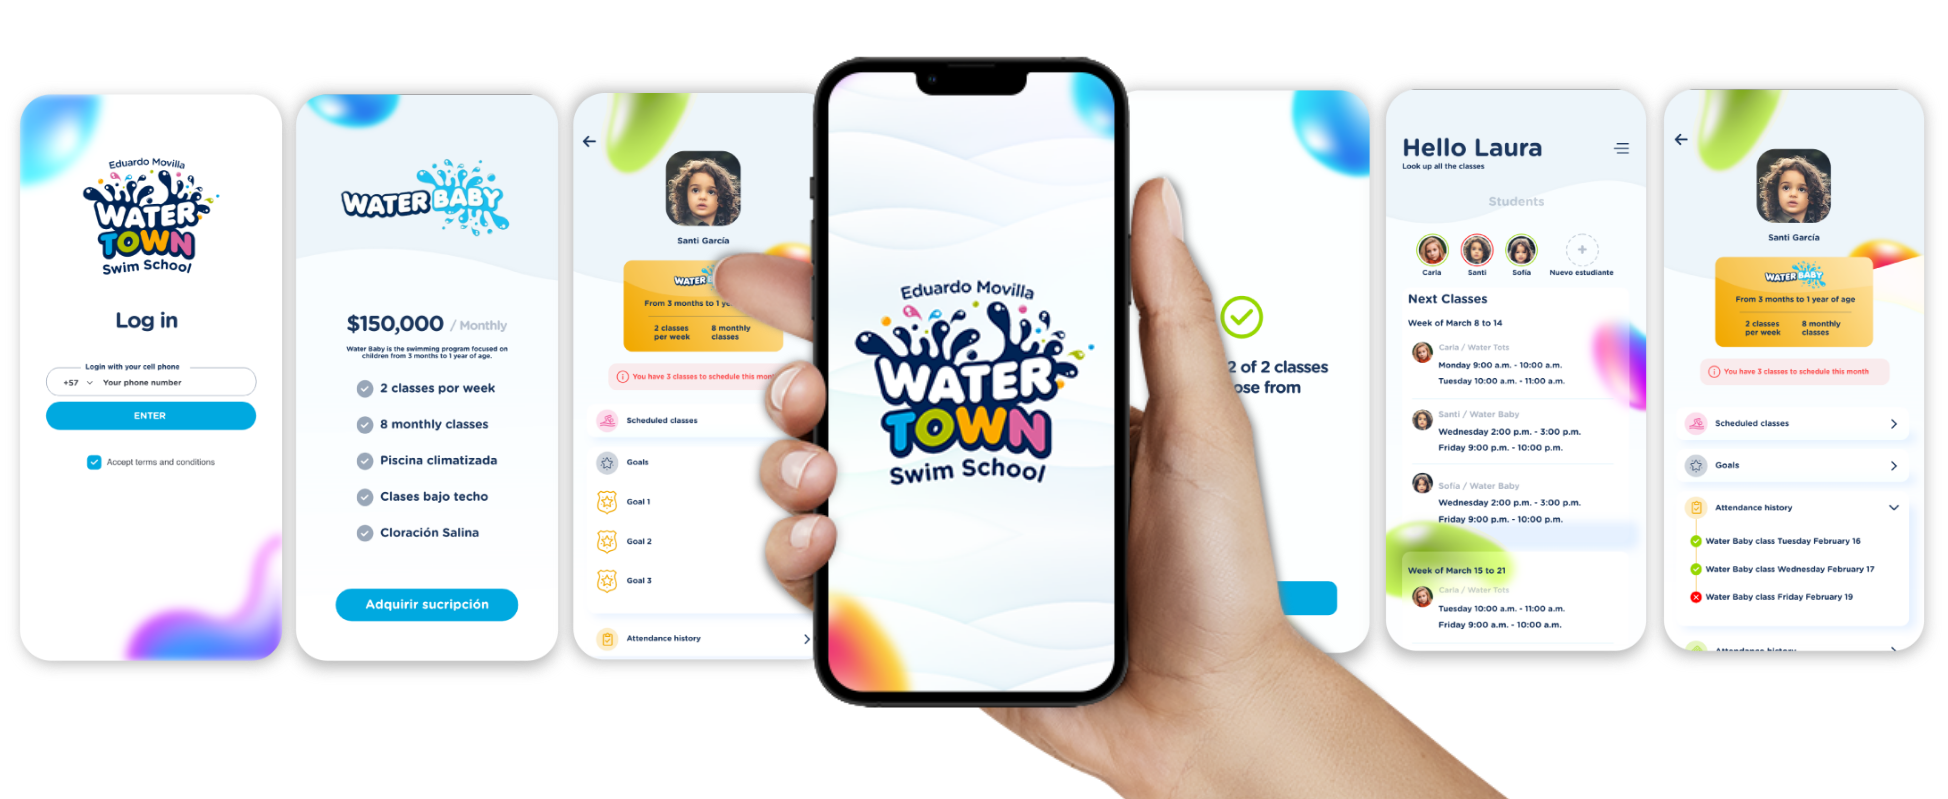 Eduardo Movilla
WATER
TOWN
Swim School
Log in
Login with your cell phone
+57 Your phone number
ENTER
Accept terms and conditions
WATER BABY
$150,000 / Monthly
Water Baby is the swimming program focused on
children from 3 months to 1 year of age.
2 classes per week
8 monthly classes
Piscina climatizada
Clases bajo techo
Cloración Salina
Adquirir sucripción
Santi García
WATER
From 3 months to 1
2 classes
per week
8 monthly
classes
You have 3 classes to schedule this
Scheduled classes
Goals
Goal 1
Goal 2
Goal 3
Attendance history
Eduardo Movilla
WATER
TOWN
Swim School
2 of 2 classes
from
Hello Laura
Look up all the classes
Students
Carla
Santi
Sofía
Nuevo estudiante
Next Classes
Week of March 8 to 14
Carla / Water Tots
Monday 9:00 a.m. - 10:00 a.m.
Tuesday 10:00 a.m. - 11:00 a.m.
Santi / Water Baby
Wednesday 2:00 p.m. - 3:00 p.m.
Friday 9:00 p.m. - 10:00 p.m.
Sofía / Water Baby
Wednesday 2:00 p.m. - 3:00 p.m.
Friday 9:00 p.m. - 10:00 p.m.
Week of March 15 to 21
Carla / Water Tots
Tuesday 10:00 a.m. - 11:00 a.m.
Friday 9:00 a.m. - 10:00 a.m.
Santi García
WATER BABY
From 3 months to 1 year of age
2 classes
per week
8 monthly
classes
You have 3 classes to schedule this month
Scheduled classes
Goals
Attendance history
Water Baby class Tuesday February 16
Water Baby class Wednesday February 17
Water Baby class Friday February 19
Attendance history